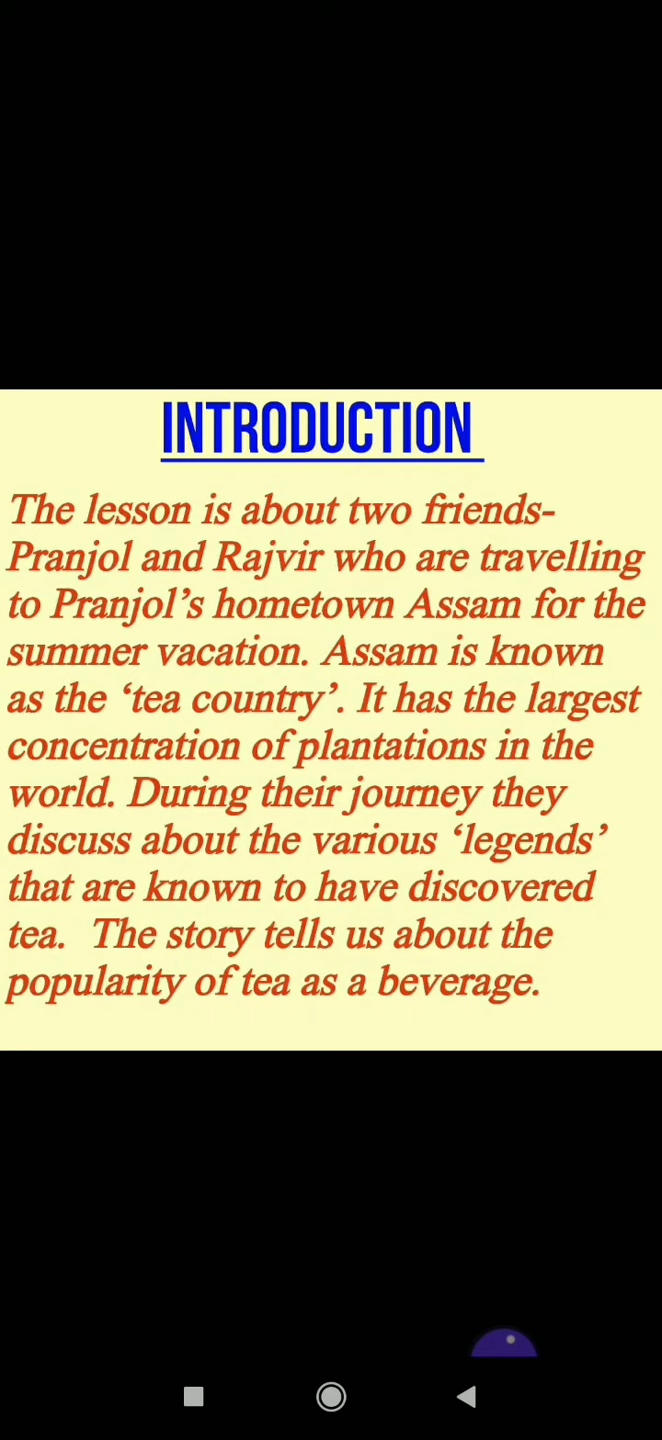 INTRODUCTION
The lesson is about two friends-
Pranjol and Rajvir who are travelling
to Pranjol’s hometown Assam for the
summer vacation. Assam is known
as the ‘tea country’. It has the largest
concentration of plantations in the
world. During their journey they
discuss about the various ‘legends’
that are known to have discovered
tea.  The story tells us about the
popularity of tea as a beverage.